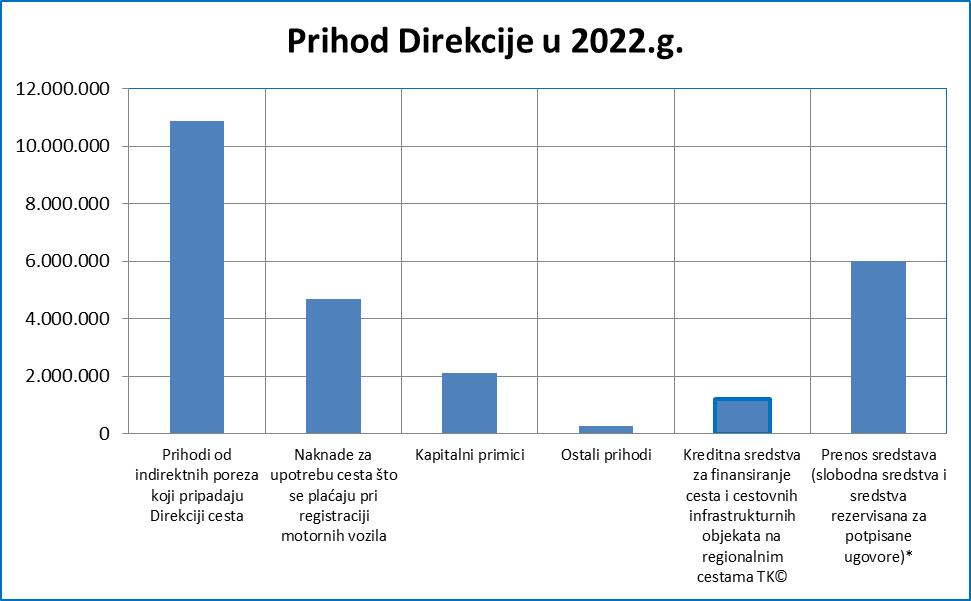 Prihod Direkcije u 2022.g.
12.000.000
10.000.000
8.000.000
6.000.000
4.000.000
2.000.000
0
Prihodi od
indirektnih poreza
koji pripadaju
Direkciji cesta
Naknade za
upotrebu cesta što
se plaćaju pri
registraciji
motornih vozila
Kapitalni primici
Ostali prihodi
Kreditna sredstva
za finansiranje
cesta i cestovnih
infrastrukturnih
objekata na
regionalnim
cestama TK©
Prenos sredstava
(slobodna sredstva i
sredstva
rezervisana za
potpisane
ugovore)*